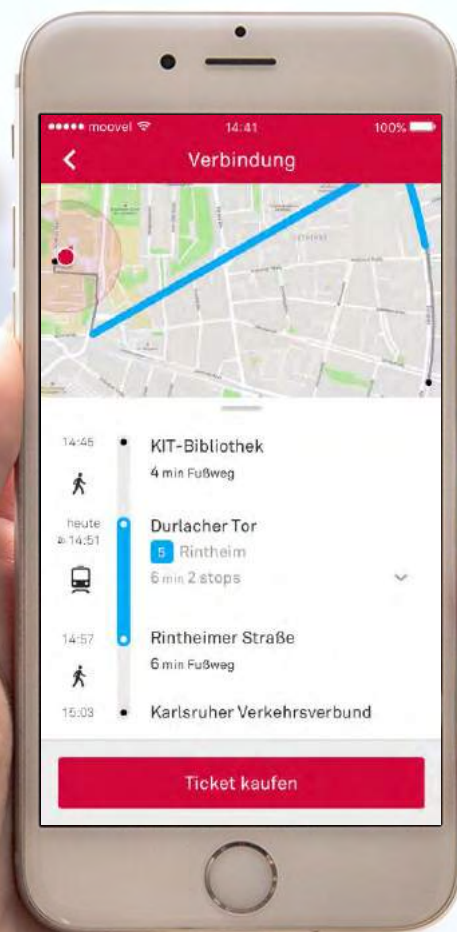 moovel 14:41 100%
Verbindung
14:45 KIT-Bibliothek
4 min Fußweg
heute Durlacher Tor
14:51 5 Rintheim
6 min 2 stops
14:57 Rintheimer Straße
6 min Fußweg
15:03 Karlsruher Verkehrsverbund
Ticket kaufen